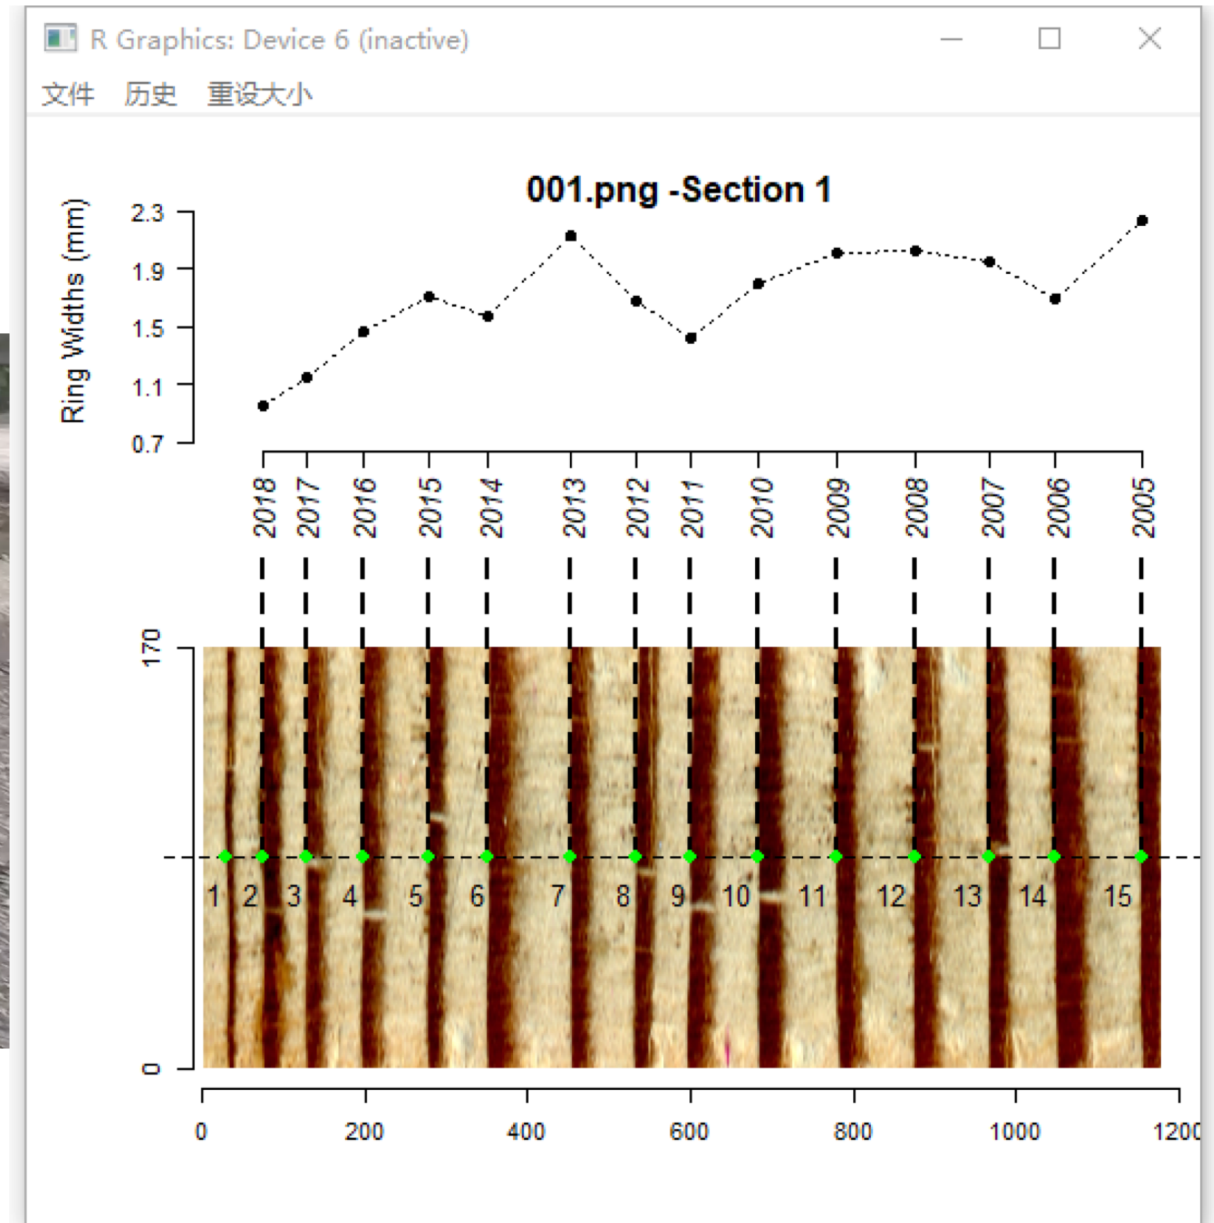 R Graphics: Device 6 (inactive)
文件 历史 重设大小
001.png -Section 1
Ring Widths (mm)
2.3
1.9
1.5
1.1
0.7
2018 2017 2016 2015 2014 2013 2012 2011 2010 2009 2008 2007 2006 2005
170
1 2 3 4 5 6 7 8 9 10 11 12 13 14 15
0
0 200 400 600 800 1000 1200